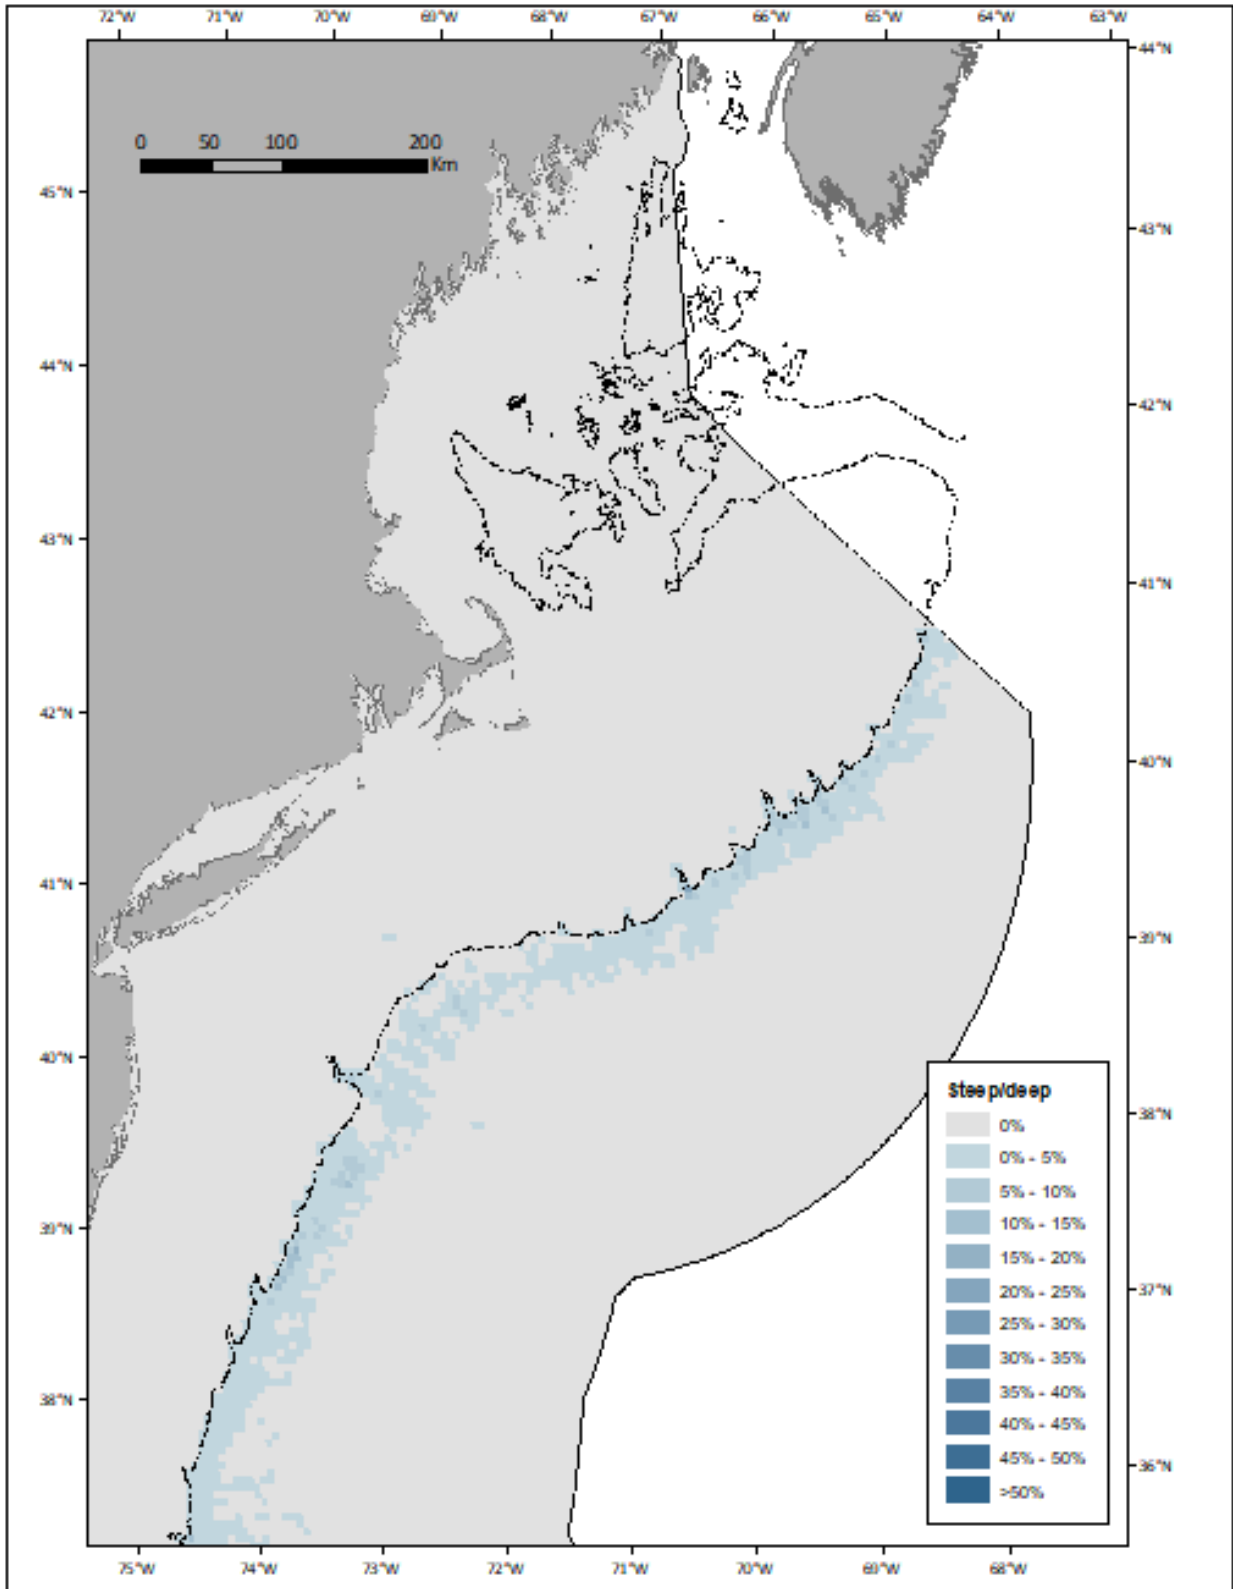 72°W 71°W 70°W 69°W 68°W 67°W 66°W 65°W 64°W 63°W
44°N
0 50 100 200
Km
45°N
43°N
44°N
42°N
43°N
41°N
42°N
40°N
41°N
39°N
40°N
38°N
39°N
37°N
38°N
36°N
Steep/deep
0%
0% - 5%
5% - 10%
10% - 15%
15% - 20%
20% - 25%
25% - 30%
30% - 35%
35% - 40%
40% - 45%
45% - 50%
>50%
75°W 74°W 73°W 72°W 71°W 70°W 69°W 68°W